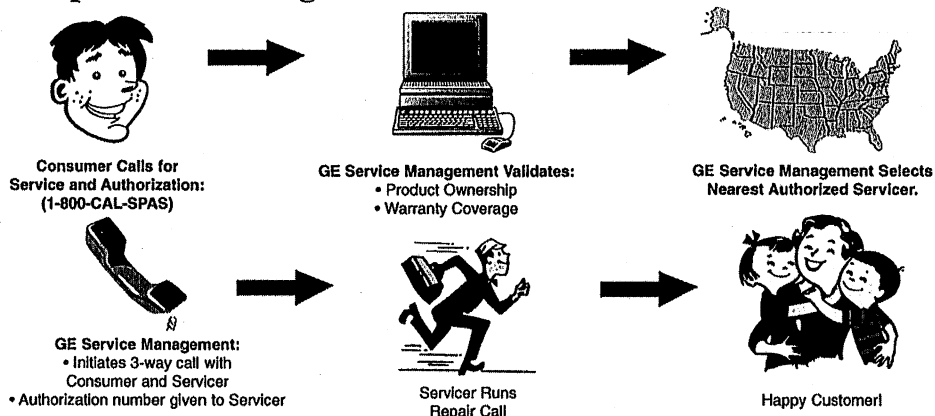 Consumer Calls for
Service and Authorization:
(1-800-CAL-SPAS)
GE Service Management Validates:
• Product Ownership
• Warranty Coverage
GE Service Management Selects
Nearest Authorized Servicer.
GE Service Management:
• Initiates 3-way call with
Consumer and Servicer
• Authorization number given to Servicer
Servicer Runs
Repair Call
Happy Customer!